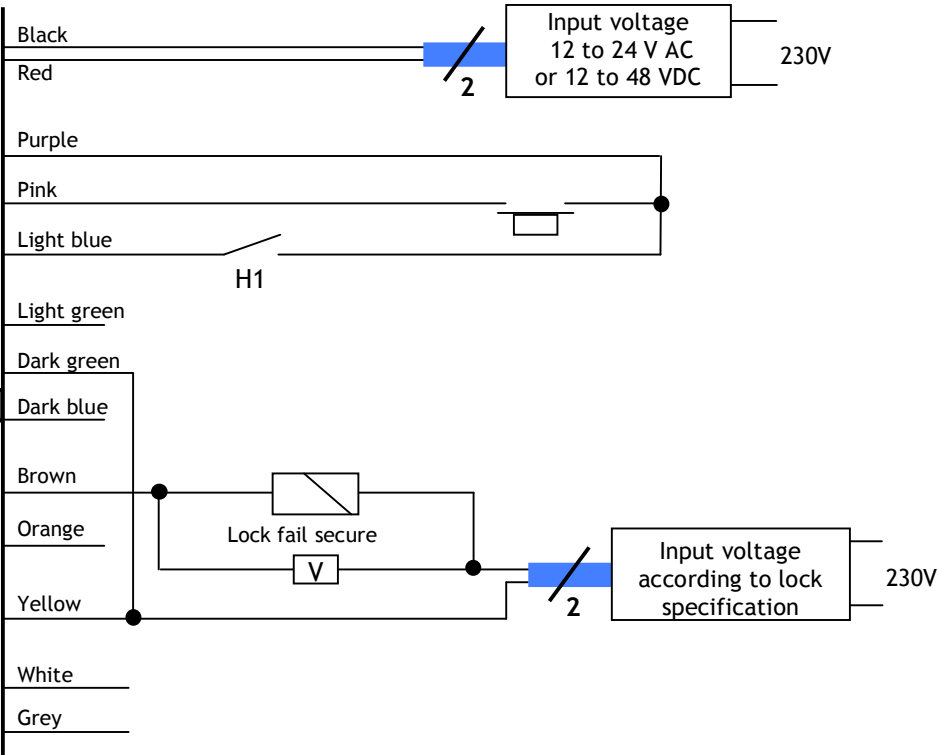 Black
Red
2
Input voltage
12 to 24 V AC
or 12 to 48 VDC
230V
Purple
Pink
Light blue
H1
Light green
Dark green
Dark blue
Brown
Orange
Lock fail secure
V
Yellow
2
Input voltage
according to lock
specification
230V
White
Grey